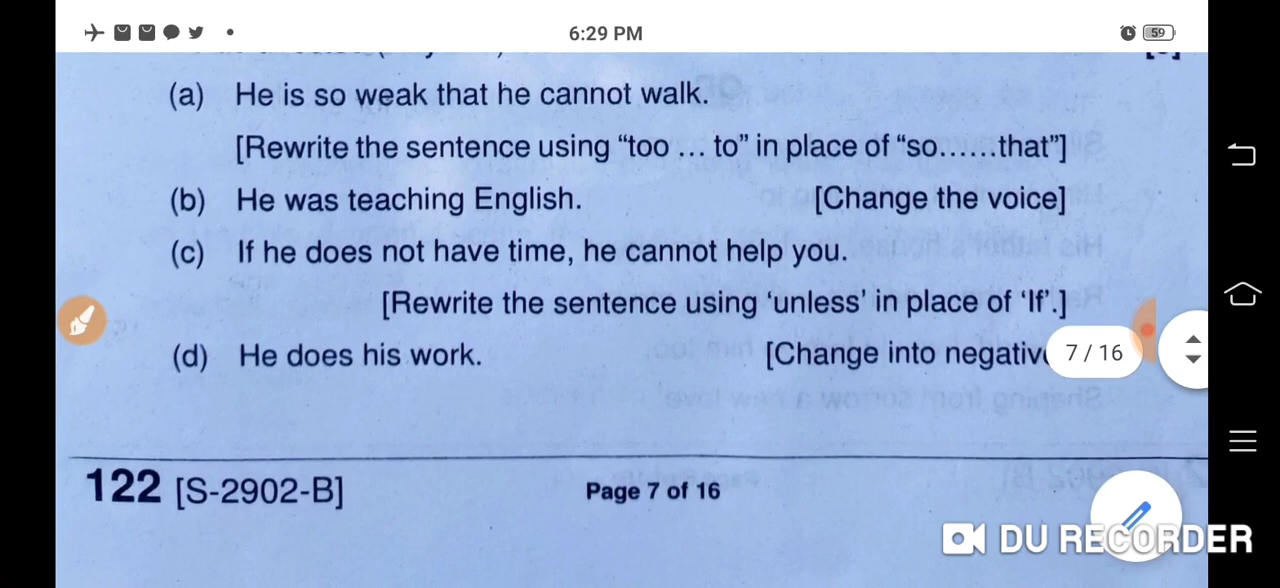 6:29 PM
59
(a) He is so weak that he cannot walk.
[Rewrite the sentence using “too ... to” in place of “so......that”]
(b) He was teaching English. [Change the voice]
(c) If he does not have time, he cannot help you.
[Rewrite the sentence using ‘unless’ in place of ‘If’.]
(d) He does his work. [Change into negative
7 / 16
122 [S-2902-B] Page 7 of 16
DU RECORDER